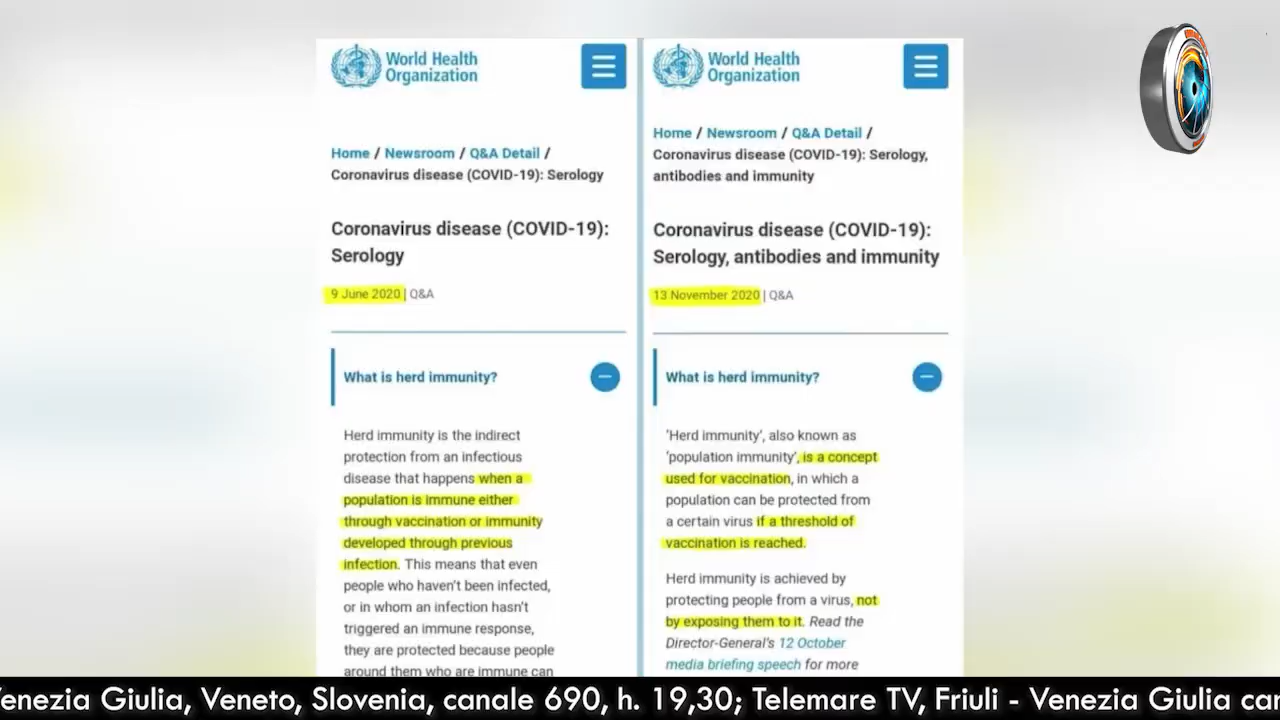 World Health
Organization
Home / Newsroom / Q&A Detail /
Coronavirus disease (COVID-19): Serology
Coronavirus disease (COVID-19):
Serology
9 June 2020 | Q&A
What is herd immunity?
Herd immunity is the indirect
protection from an infectious
disease that happens when a
population is immune either
through vaccination or immunity
developed through previous
infection. This means that even
people who haven't been infected,
or in whom an infection hasn't
triggered an immune response,
they are protected because people
around them who are immune can
World Health
Organization
Home / Newsroom / Q&A Detail /
Coronavirus disease (COVID-19): Serology,
antibodies and immunity
Coronavirus disease (COVID-19):
Serology, antibodies and immunity
13 November 2020 | Q&A
What is herd immunity?
'Herd immunity', also known as
'population immunity', is a concept
used for vaccination, in which a
population can be protected from
a certain virus if a threshold of
vaccination is reached.
Herd immunity is achieved by
protecting people from a virus, not
by exposing them to it. Read the
Director-General's 12 October
media briefing speech for more
Venezia Giulia, Veneto, Slovenia, canale 690, h. 19,30; Telemare TV, Friuli - Venezia Giulia can